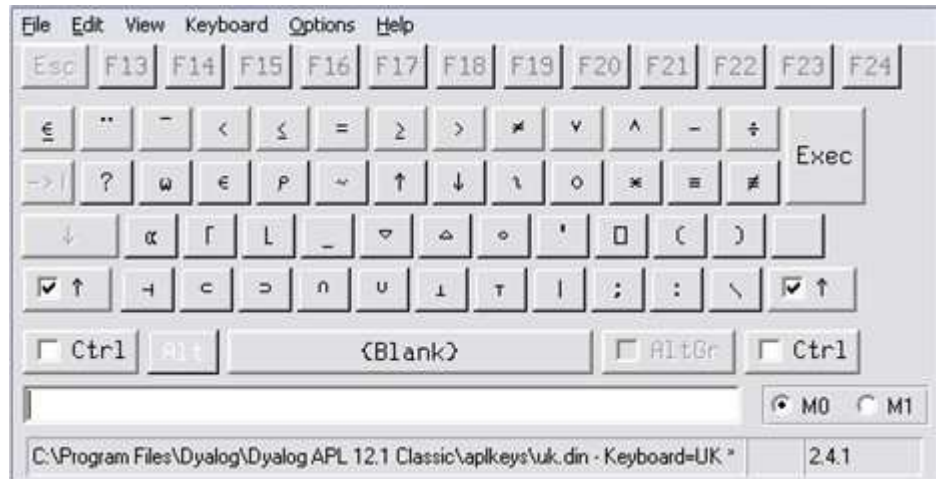 File Edit View Keyboard Options Help
Esc F13 F14 F15 F16 F17 F18 F19 F20 F21 F22 F23 F24
⍷ ¨ ¯ < ≤ = ≥ > ≠ ∨ ∧ - ÷ Exec
->| ? ⍵ ∊ ⍴ ~ ↑ ↓ ⍳ ○ * ≡ ≢
↓ ⍺ ⌈ ⌊ _ ∇ ∆ ∘ ' ⎕ ( )
↑ ⊣ ⊂ ⊃ ∩ ∪ ⊥ ⊤ | ; : \ ↑
Ctrl Alt {Blank} AltGr Ctrl
M0 M1
C:\Program Files\Dyalog\Dyalog APL 12.1 Classic\aplkeys\uk.din - Keyboard=UK * 2.4.1